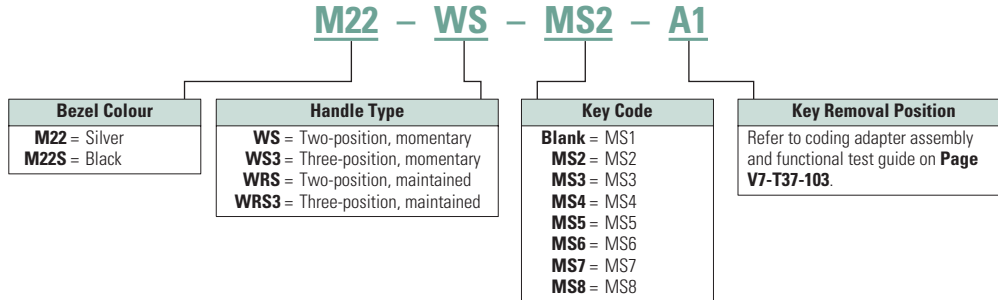 M22 – WS – MS2 – A1
Bezel Colour
M22 = Silver
M22S = Black
Handle Type
WS = Two-position, momentary
WS3 = Three-position, momentary
WRS = Two-position, maintained
WRS3 = Three-position, maintained
Key Code
Blank = MS1
MS2 = MS2
MS3 = MS3
MS4 = MS4
MS5 = MS5
MS6 = MS6
MS7 = MS7
MS8 = MS8
Key Removal Position
Refer to coding adapter assembly
and functional test guide on Page
V7-T37-103.